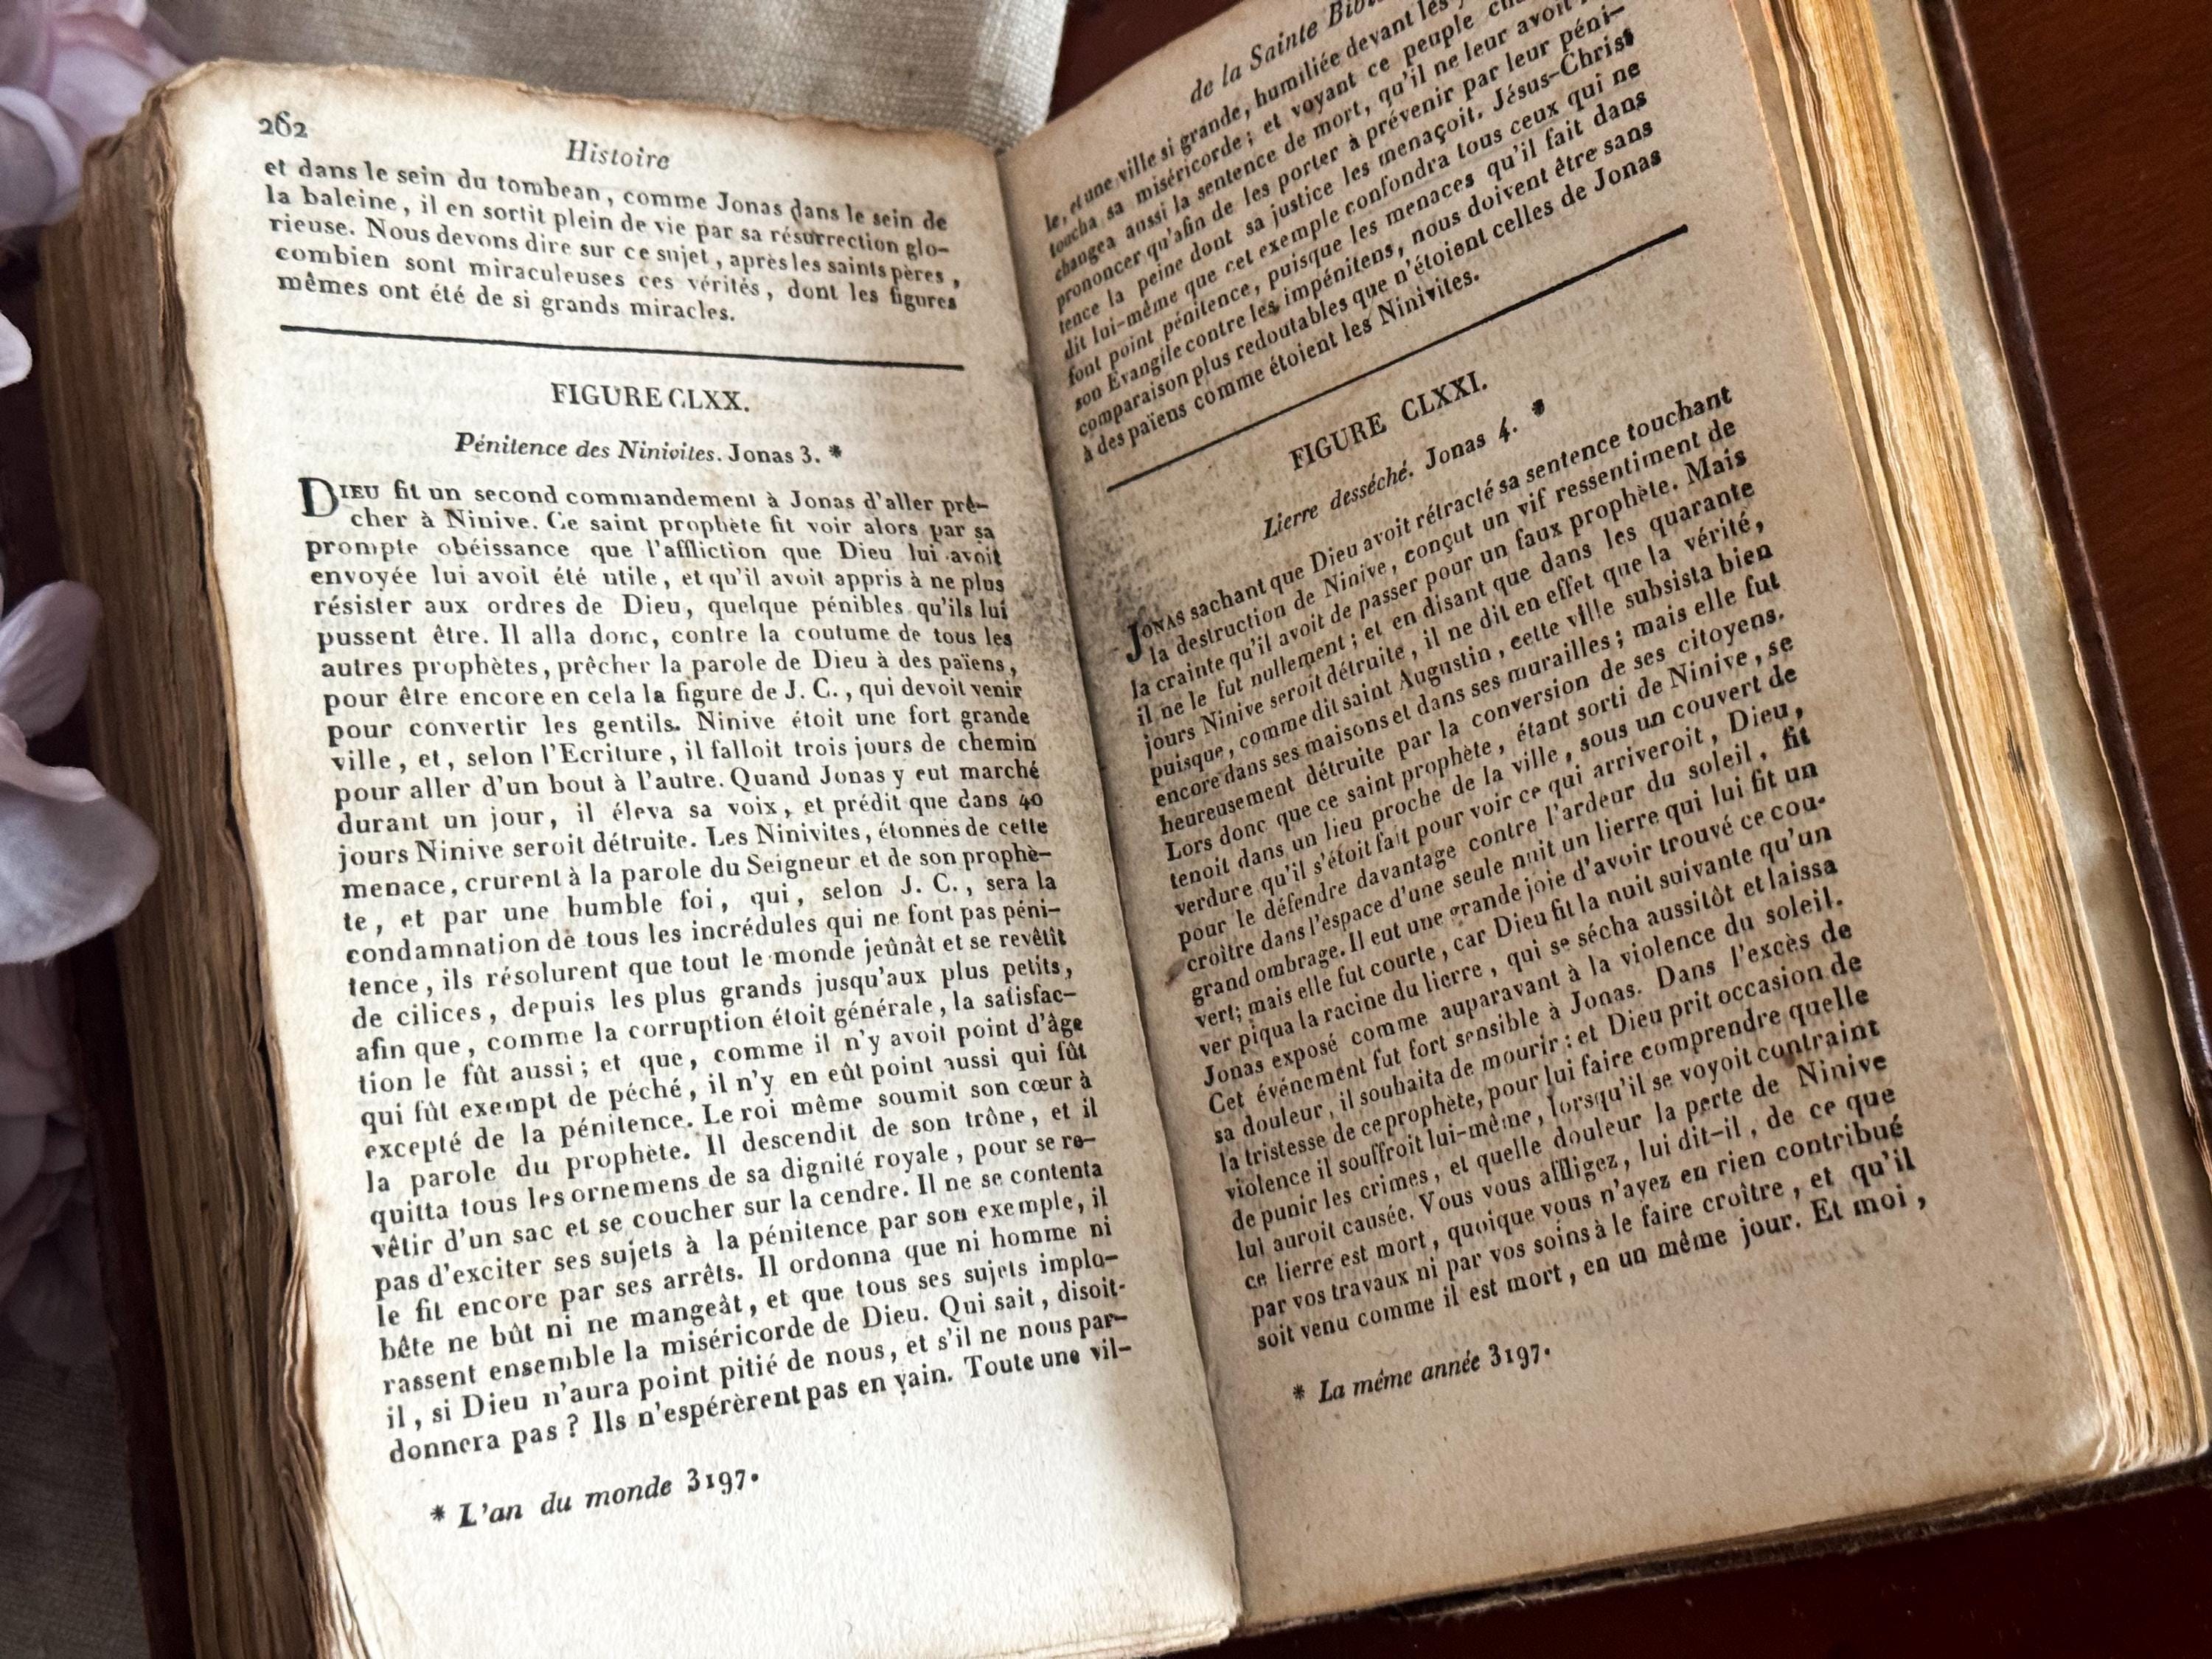 262
Histoire
et dans le sein du tombean, comme Jonas dans le sein de
la baleine, il en sortit plein de vie par sa résurrection glo-
rieuse. Nous devons dire sur ce sujet, après les saints pères,
combien sont miraculeuses ces vérités, dont les figures
mêmes ont été de si grands miracles.
FIGURE CLXX.
Pénitence des Ninivites. Jonas 3. *
DIEU fit un second commandement à Jonas d'aller prê-
cher à Ninive. Ce saint prophète fit voir alors par sa
prompte obéissance que l'affliction que Dieu lui avoit
envoyée lui avoit été utile, et qu'il avoit appris à ne plus
résister aux ordres de Dieu, quelque pénibles qu'ils lui
pussent être. Il alla donc, contre la coutume de tous les
autres prophètes, prêcher la parole de Dieu à des païens,
pour être encore en cela la figure de J. C., qui devoit venir
pour convertir les gentils. Ninive étoit une fort grande
ville, et, selon l'Ecriture, il falloit trois jours de chemin
pour aller d'un bout à l'autre. Quand Jonas y eut marché
durant un jour, il éleva sa voix, et prédit que dans 40
jours Ninive seroit détruite. Les Ninivites, étonnés de cette
menace, crurent à la parole du Seigneur et de son prophè-
te, et par une humble foi, qui, selon J. C., sera la
condamnation de tous les incrédules qui ne font pas péni-
tence, ils résolurent que tout le monde jeûnât et se revêtît
de cilices, depuis les plus grands jusqu'aux plus petits,
afin que, comme la corruption étoit générale, la satisfac-
tion le fût aussi; et que, comme il n'y avoit point d'âge
qui fût exempt de péché, il n'y en eût point aussi qui fût
excepté de la pénitence. Le roi même soumit son cœur à
la parole du prophète. Il descendit de son trône, et il
quitta tous les ornemens de sa dignité royale, pour se re-
vêtir d'un sac et se coucher sur la cendre. Il ne se contenta
pas d'exciter ses sujets à la pénitence par son exemple, il
le fit encore par ses arrêts. Il ordonna que ni homme ni
bête ne bût ni ne mangeât, et que tous ses sujets implo-
rassent ensemble la miséricorde de Dieu. Qui sait, disoit-
il, si Dieu n'aura point pitié de nous, et s'il ne nous par-
donnera pas? Ils n'espérèrent pas en vain. Toute une vil-
* L'an du monde 3197.
de la Sainte
le, et une ville si grande, humiliée devant les
toucha sa miséricorde; et voyant ce peuple
changea aussi la sentence de mort, qu'il ne leur avoit
prononcer qu'afin de les porter à prévenir par leur péni-
tence la peine dont sa justice les menaçoit. Jésus-Christ
dit lui-même que cet exemple confondra tous ceux qui ne
font point pénitence, puisque les menaces qu'il fait dans
son Evangile contre les impénitens, nous doivent être sans
comparaison plus redoutables que n'étoient celles de Jonas
à des païens comme étoient les Ninivites.
FIGURE CLXXI.
Lierre desséché. Jonas 4. *
JONAS sachant que Dieu avoit rétracté sa sentence touchant
la destruction de Ninive, conçut un vif ressentiment de
la crainte qu'il avoit de passer pour un faux prophète. Mais
il ne le fut nullement; et en disant que dans les quarante
jours Ninive seroit détruite, il ne dit en effet que la vérité,
puisque, comme dit saint Augustin, cette ville subsista bien
encore dans ses maisons et dans ses murailles; mais elle fut
heureusement détruite par la conversion de ses citoyens.
Lors donc que ce saint prophète, étant sorti de Ninive, se
tenoit dans un lieu proche de la ville, sous un couvert de
verdure qu'il s'étoit fait pour voir ce qui arriveroit, Dieu,
pour le défendre davantage contre l'ardeur du soleil, fit
croître dans l'espace d'une seule nuit un lierre qui lui fit un
grand ombrage. Il eut une grande joie d'avoir trouvé ce cou-
vert; mais elle fut courte, car Dieu fit la nuit suivante qu'un
ver piqua la racine du lierre, qui se sécha aussitôt et laissa
Jonas exposé comme auparavant à la violence du soleil.
Cet événement fut fort sensible à Jonas. Dans l'excès de
sa douleur, il souhaita de mourir; et Dieu prit occasion de
la tristesse de ce prophète, pour lui faire comprendre quelle
violence il souffroit lui-même, lorsqu'il se voyoit contraint
de punir les crimes, et quelle douleur la perte de Ninive
lui auroit causée. Vous vous affligez, lui dit-il, de ce que
ce lierre est mort, quoique vous n'ayez en rien contribué
par vos travaux ni par vos soins à le faire croître, et qu'il
soit venu comme il est mort, en un même jour. Et moi,
* La même année 3197.